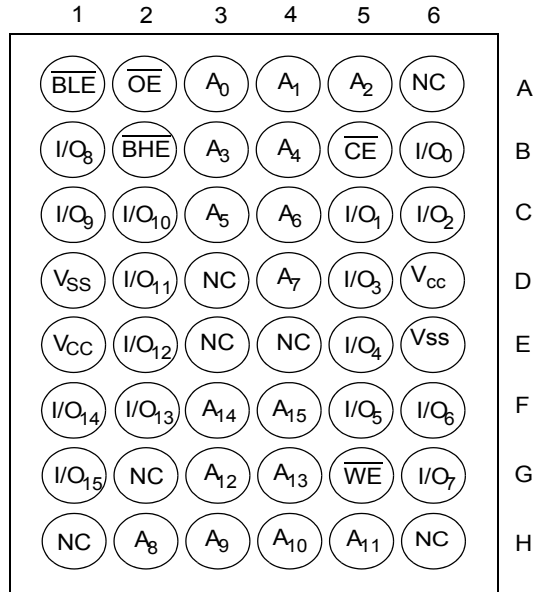 1 2 3 4 5 6
BLE OE A0 A1 A2 NC A
I/O8 BHE A3 A4 CE I/O0 B
I/O9 I/O10 A5 A6 I/O1 I/O2 C
VSS I/O11 NC A7 I/O3 Vcc D
VCC I/O12 NC NC I/O4 Vss E
I/O14 I/O13 A14 A15 I/O5 I/O6 F
I/O15 NC A12 A13 WE I/O7 G
NC A8 A9 A10 A11 NC H